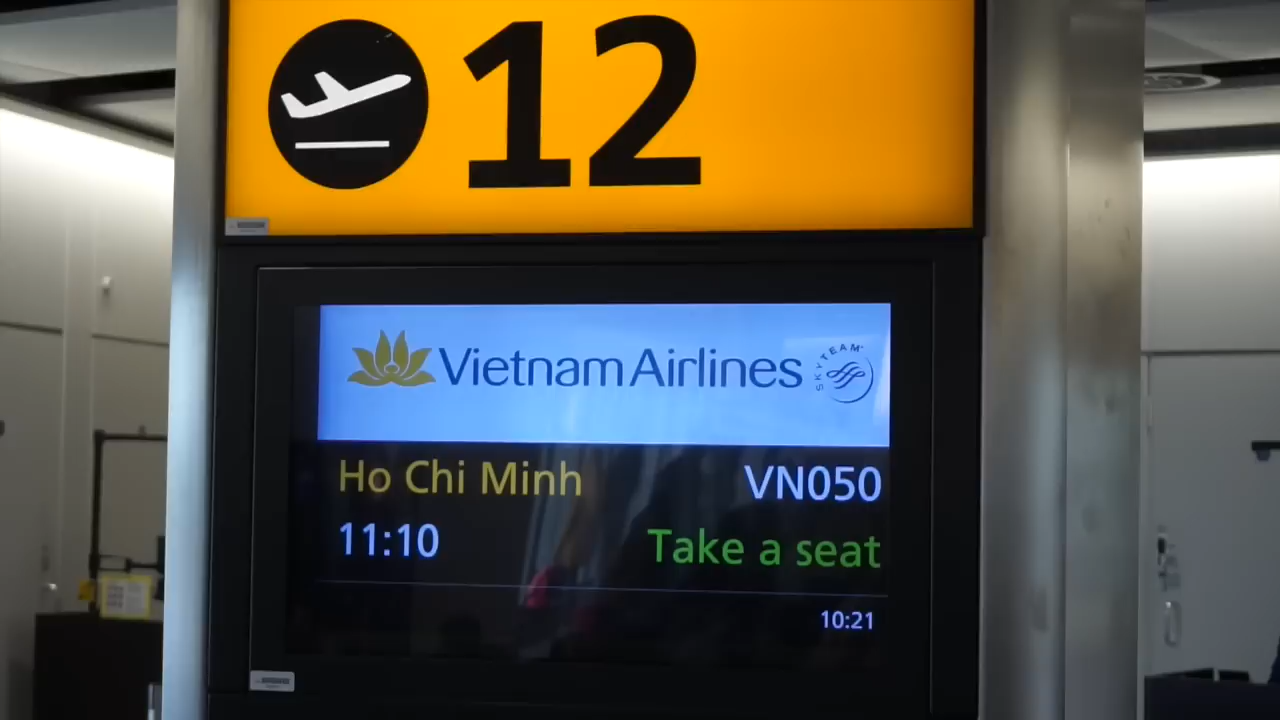 12
Vietnam Airlines SKYTEAM
Ho Chi Minh VN050
11:10 Take a seat
10:21